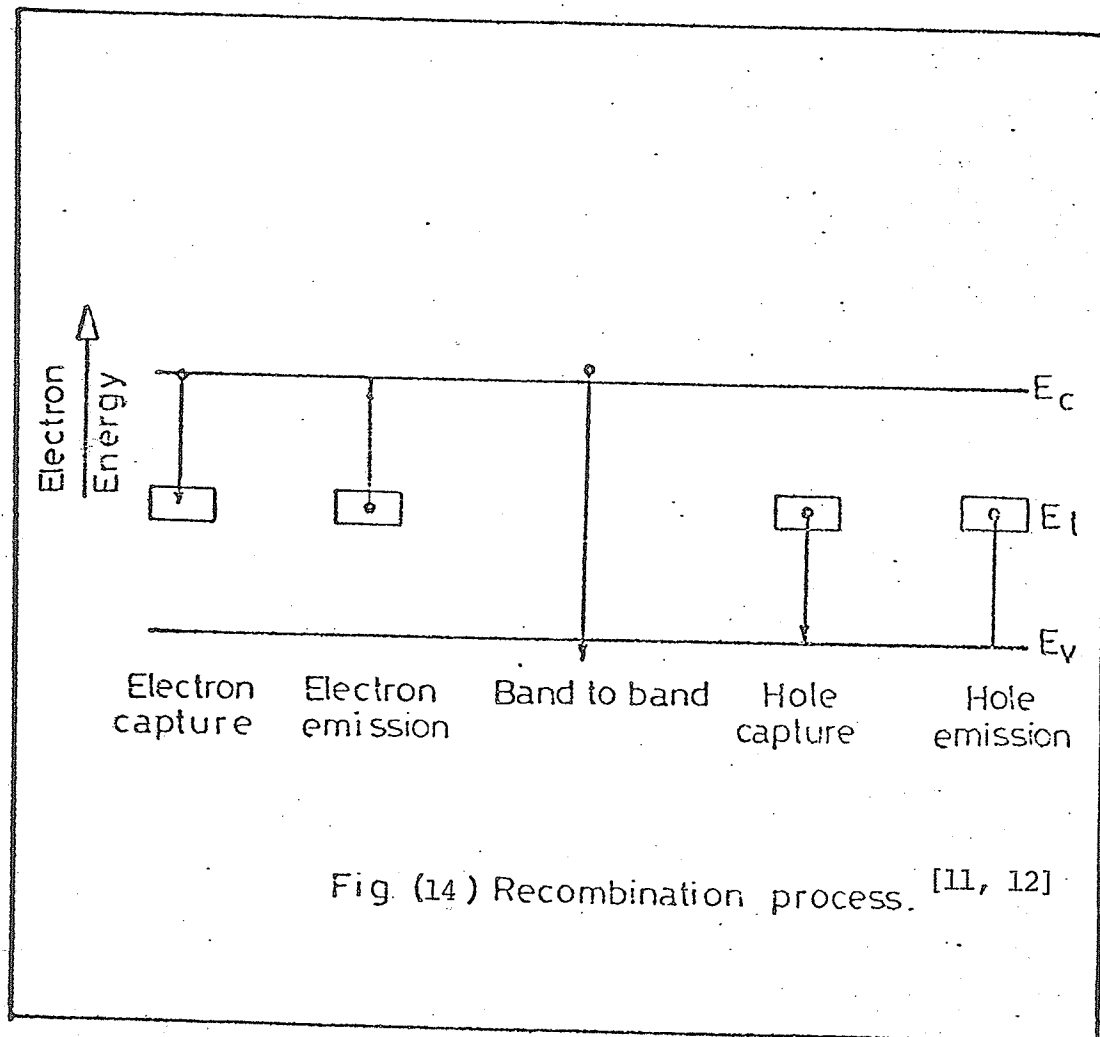 Electron
Energy
Ec
Et
Ev
Electron
capture
Electron
emission
Band to band
Hole
capture
Hole
emission
Fig. (14) Recombination process. [11, 12]